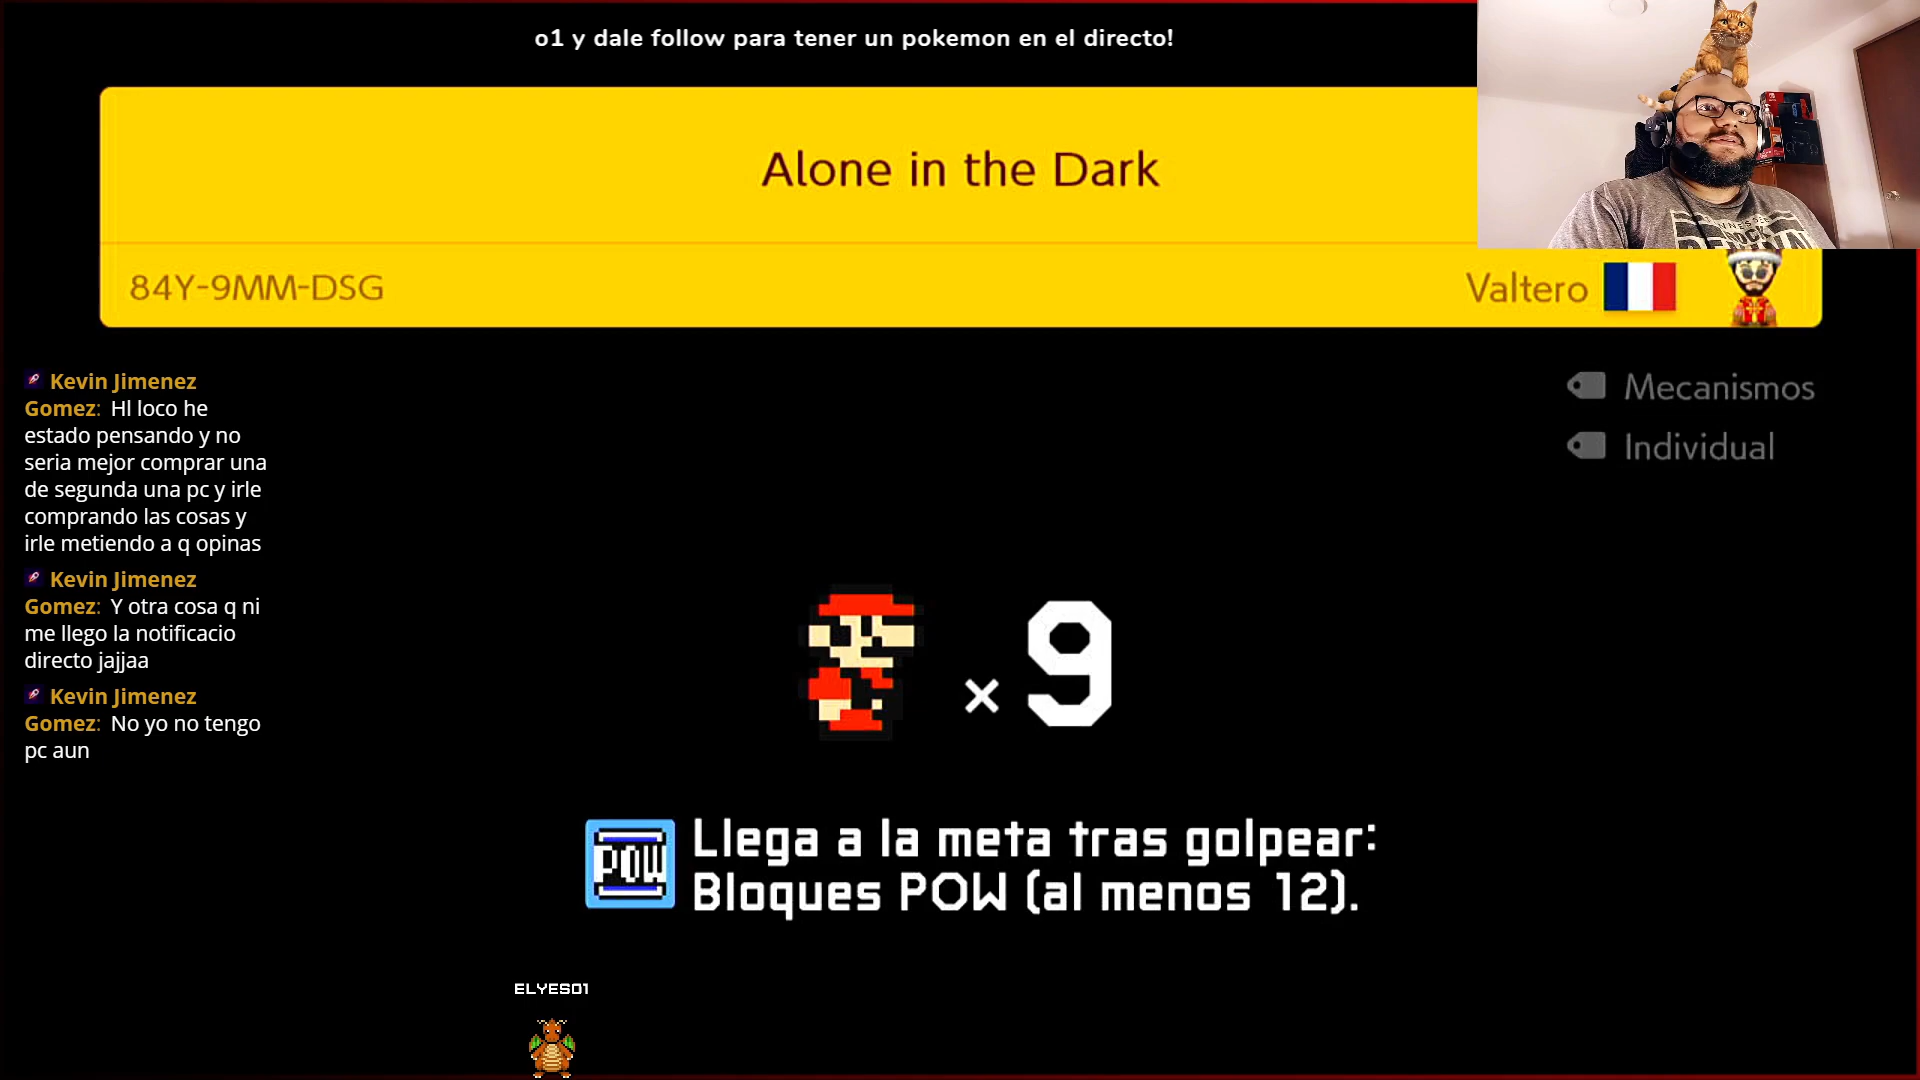 o1 y dale follow para tener un pokemon en el directo!
Alone in the Dark
84Y-9MM-DSG
Valtero
Mecanismos
Individual
Kevin Jimenez
Gomez: Hl loco he
estado pensando y no
seria mejor comprar una
de segunda una pc y irle
comprando las cosas y
irle metiendo a q opinas
Kevin Jimenez
Gomez: Y otra cosa q ni
me llego la notificacio
directo jajjaa
Kevin Jimenez
Gomez: No yo no tengo
pc aun
× 9
POW
Llega a la meta tras golpear:
Bloques POW (al menos 12).
ELYES01